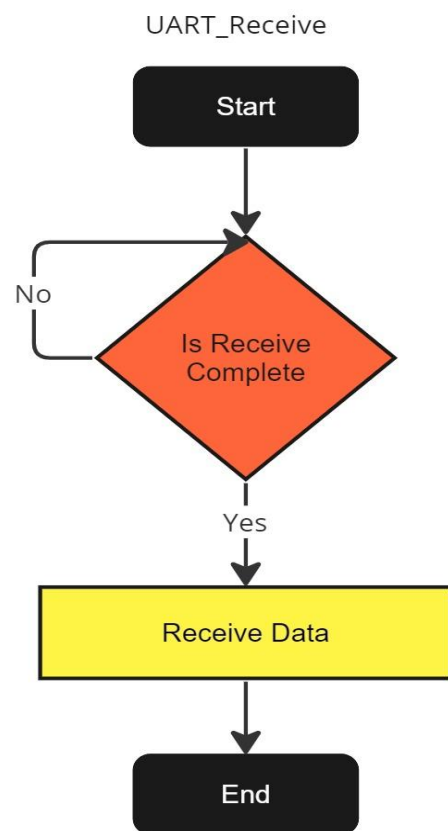 UART_Receive
Start
No
Is Receive
Complete
Yes
Receive Data
End